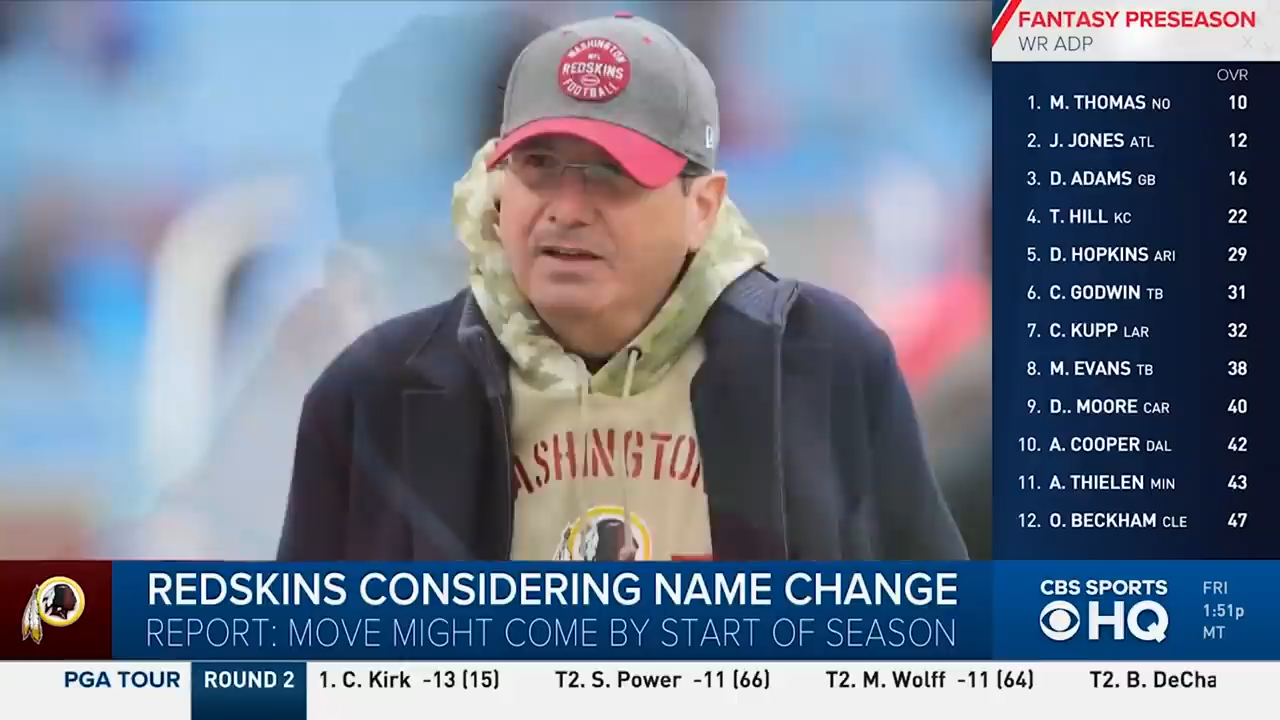 WASHINGTON
NFL
REDSKINS
FOOTBALL
ASHINGTO
FANTASY PRESEASON
WR ADP
OVR
1. M. THOMAS NO 10
2. J. JONES ATL 12
3. D. ADAMS GB 16
4. T. HILL KC 22
5. D. HOPKINS ARI 29
6. C. GODWIN TB 31
7. C. KUPP LAR 32
8. M. EVANS TB 38
9. D.. MOORE CAR 40
10. A. COOPER DAL 42
11. A. THIELEN MIN 43
12. O. BECKHAM CLE 47
REDSKINS CONSIDERING NAME CHANGE
REPORT: MOVE MIGHT COME BY START OF SEASON
CBS SPORTS
HQ
FRI
1:51p
MT
PGA TOUR ROUND 2 1. C. Kirk -13 (15) T2. S. Power -11 (66) T2. M. Wolff -11 (64) T2. B. DeCha